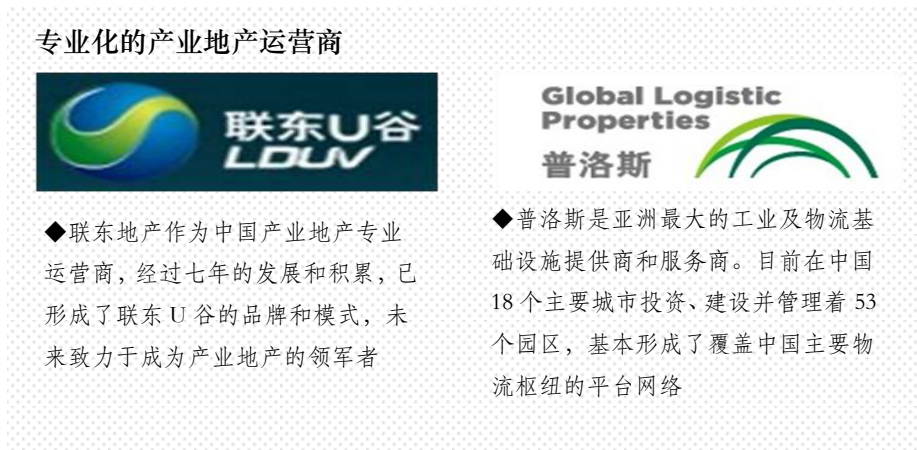 专业化的产业地产运营商
联东U谷
LDUV
◆联东地产作为中国产业地产专业
运营商，经过七年的发展和积累，已
形成了联东 U 谷的品牌和模式，未
来致力于成为产业地产的领军者
Global Logistic
Properties
普洛斯
◆普洛斯是亚洲最大的工业及物流基
础设施提供商和服务商。目前在中国
18 个主要城市投资、建设并管理着 53
个园区，基本形成了覆盖中国主要物
流枢纽的平台网络